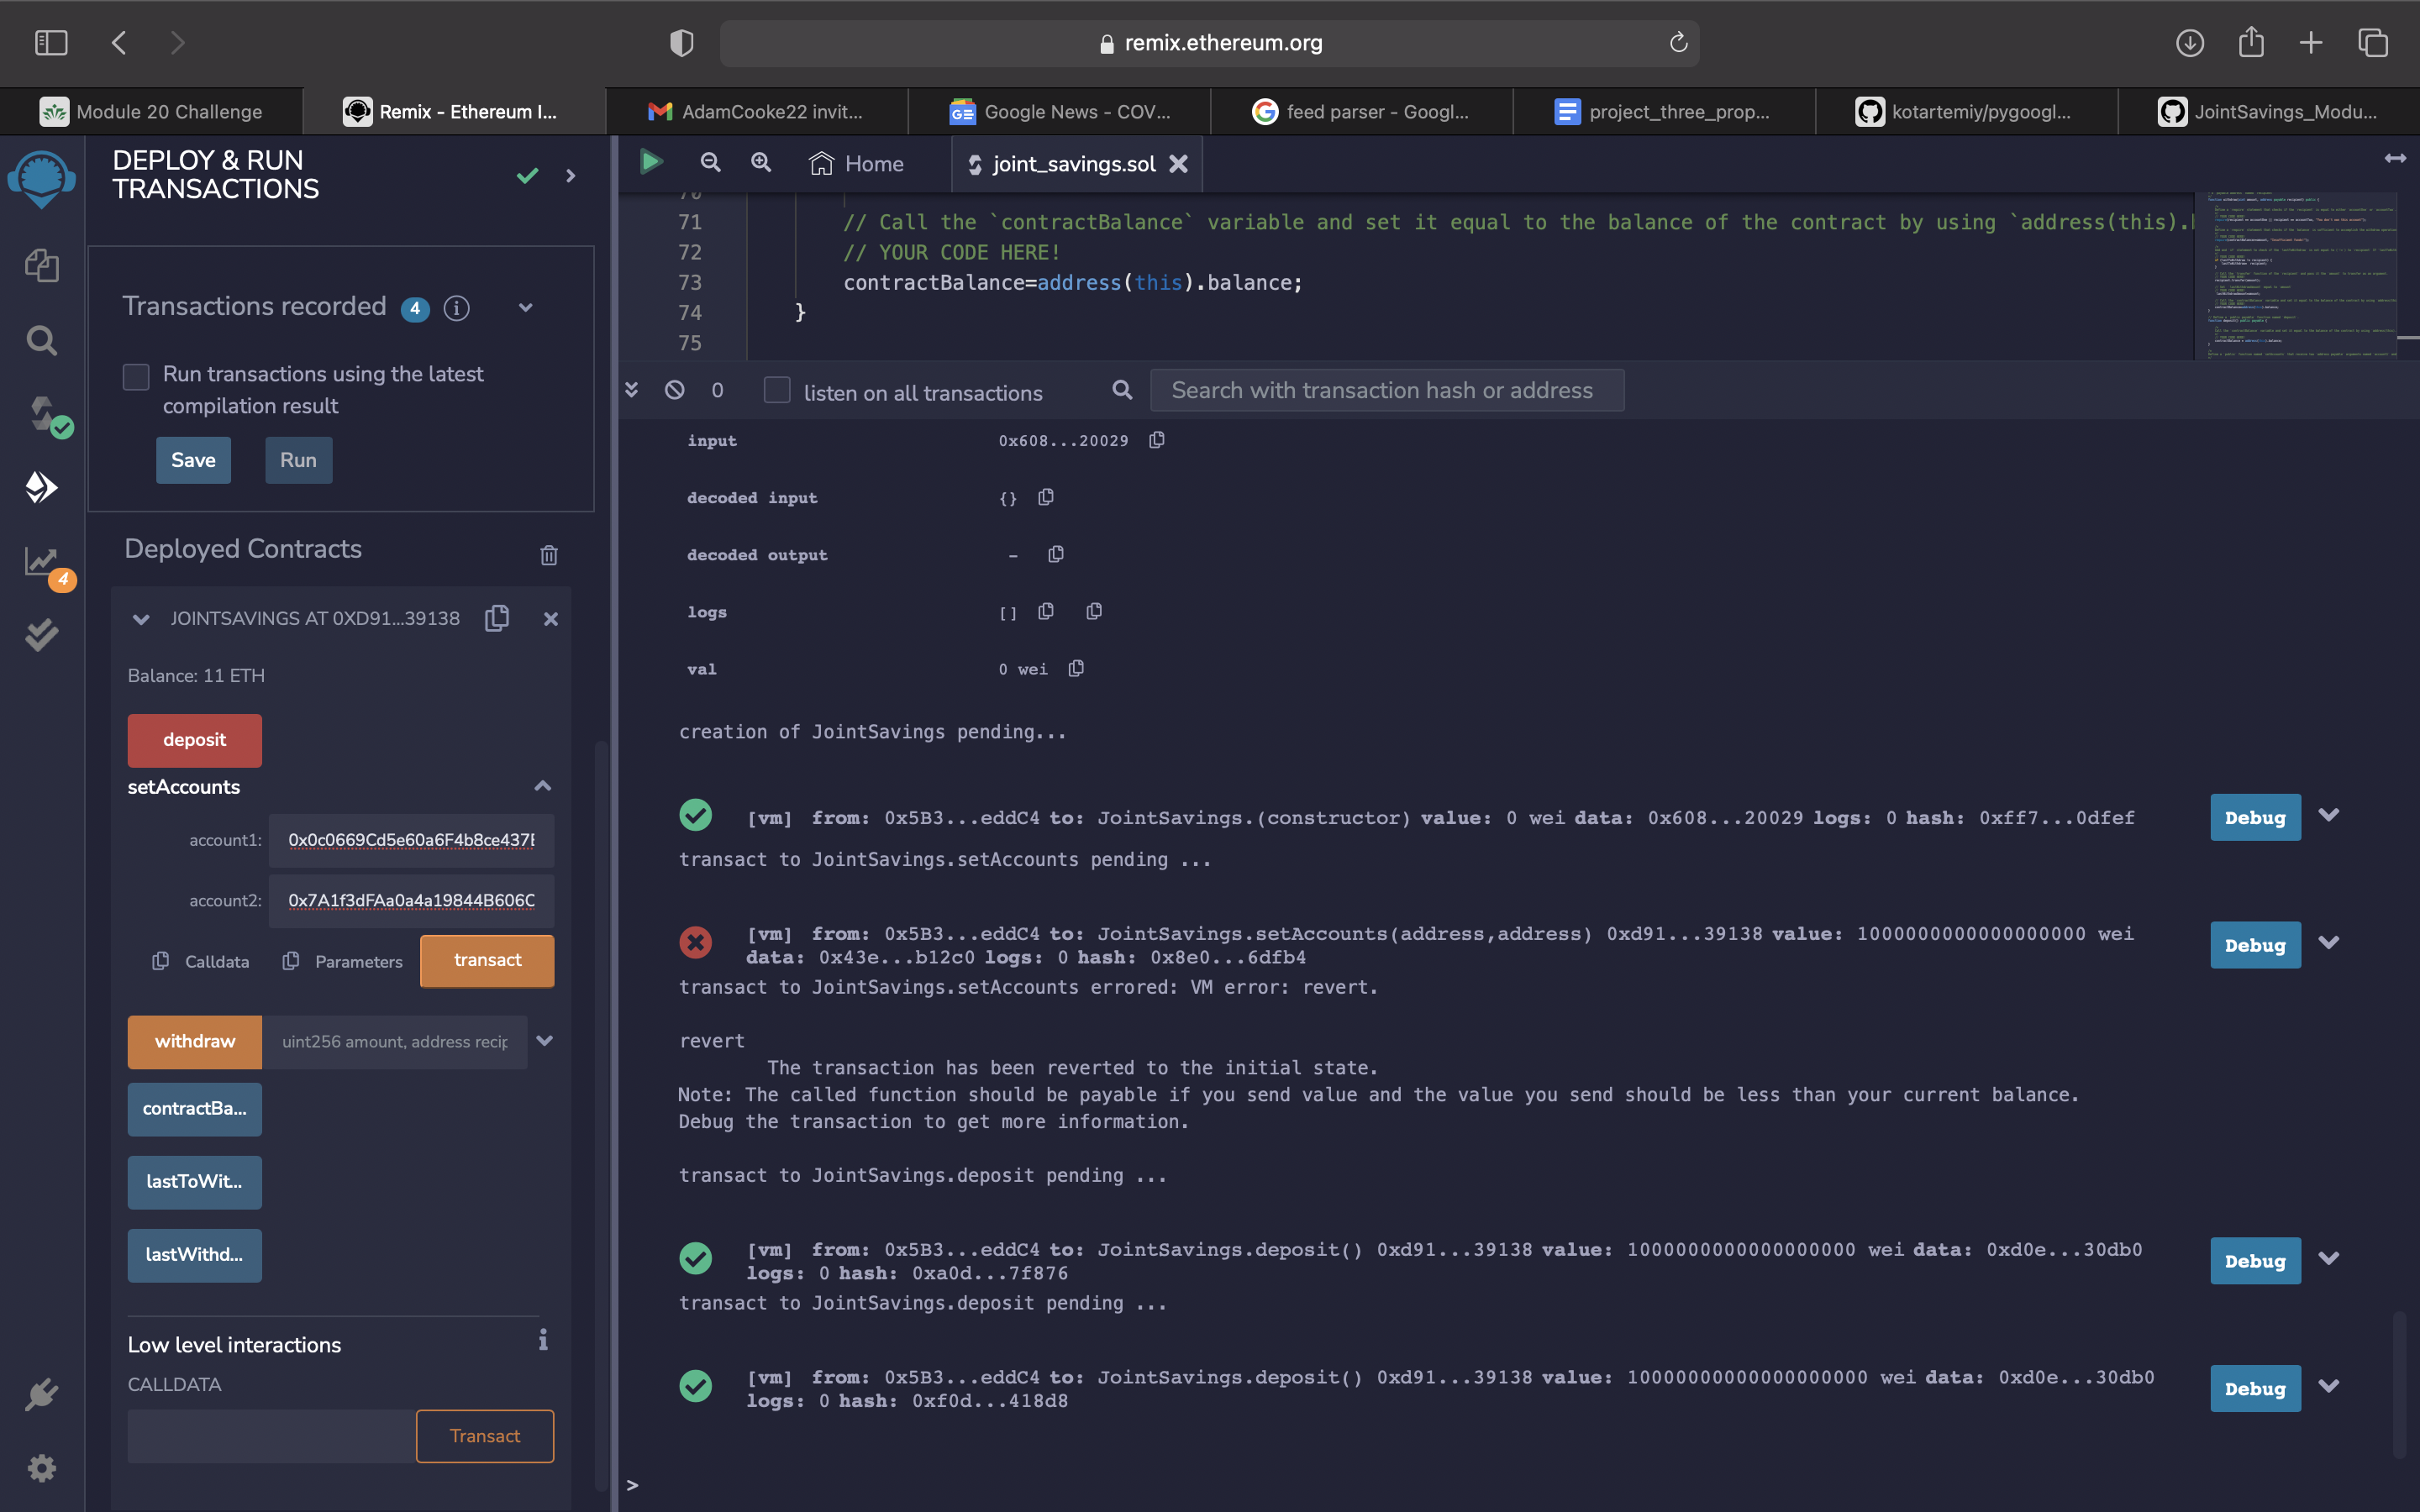 remix.ethereum.org
Module 20 Challenge
Remix - Ethereum I...
AdamCooke22 invit...
Google News - COV...
feed parser - Googl...
project_three_prop...
kotartemiy/pygoogl...
JointSavings_Modu...
DEPLOY & RUN
TRANSACTIONS
Transactions recorded 4
Run transactions using the latest
compilation result
Save
Run
Deployed Contracts
JOINTSAVINGS AT 0XD91...39138
Balance: 11 ETH
deposit
setAccounts
account1: 0x0c0669Cd5e60a6F4b8ce437E
account2: 0x7A1f3dFAa0a4a19844B606C
Calldata
Parameters
transact
withdraw
uint256 amount, address recip
contractBa...
lastToWit...
lastWithd...
Low level interactions
CALLDATA
Transact
4
Home
joint_savings.sol
70
71 // Call the `contractBalance` variable and set it equal to the balance of the contract by using `address(this).
72 // YOUR CODE HERE!
73 contractBalance=address(this).balance;
74 }
75
0
listen on all transactions
Search with transaction hash or address
input 0x608...20029
decoded input {}
decoded output -
logs []
val 0 wei
creation of JointSavings pending...
[vm] from: 0x5B3...eddC4 to: JointSavings.(constructor) value: 0 wei data: 0x608...20029 logs: 0 hash: 0xff7...0dfef
Debug
transact to JointSavings.setAccounts pending ...
[vm] from: 0x5B3...eddC4 to: JointSavings.setAccounts(address,address) 0xd91...39138 value: 1000000000000000000 wei
data: 0x43e...b12c0 logs: 0 hash: 0x8e0...6dfb4
Debug
transact to JointSavings.setAccounts errored: VM error: revert.
revert
The transaction has been reverted to the initial state.
Note: The called function should be payable if you send value and the value you send should be less than your current balance.
Debug the transaction to get more information.
transact to JointSavings.deposit pending ...
[vm] from: 0x5B3...eddC4 to: JointSavings.deposit() 0xd91...39138 value: 1000000000000000000 wei data: 0xd0e...30db0
logs: 0 hash: 0xa0d...7f876
Debug
transact to JointSavings.deposit pending ...
[vm] from: 0x5B3...eddC4 to: JointSavings.deposit() 0xd91...39138 value: 10000000000000000000 wei data: 0xd0e...30db0
logs: 0 hash: 0xf0d...418d8
Debug
>